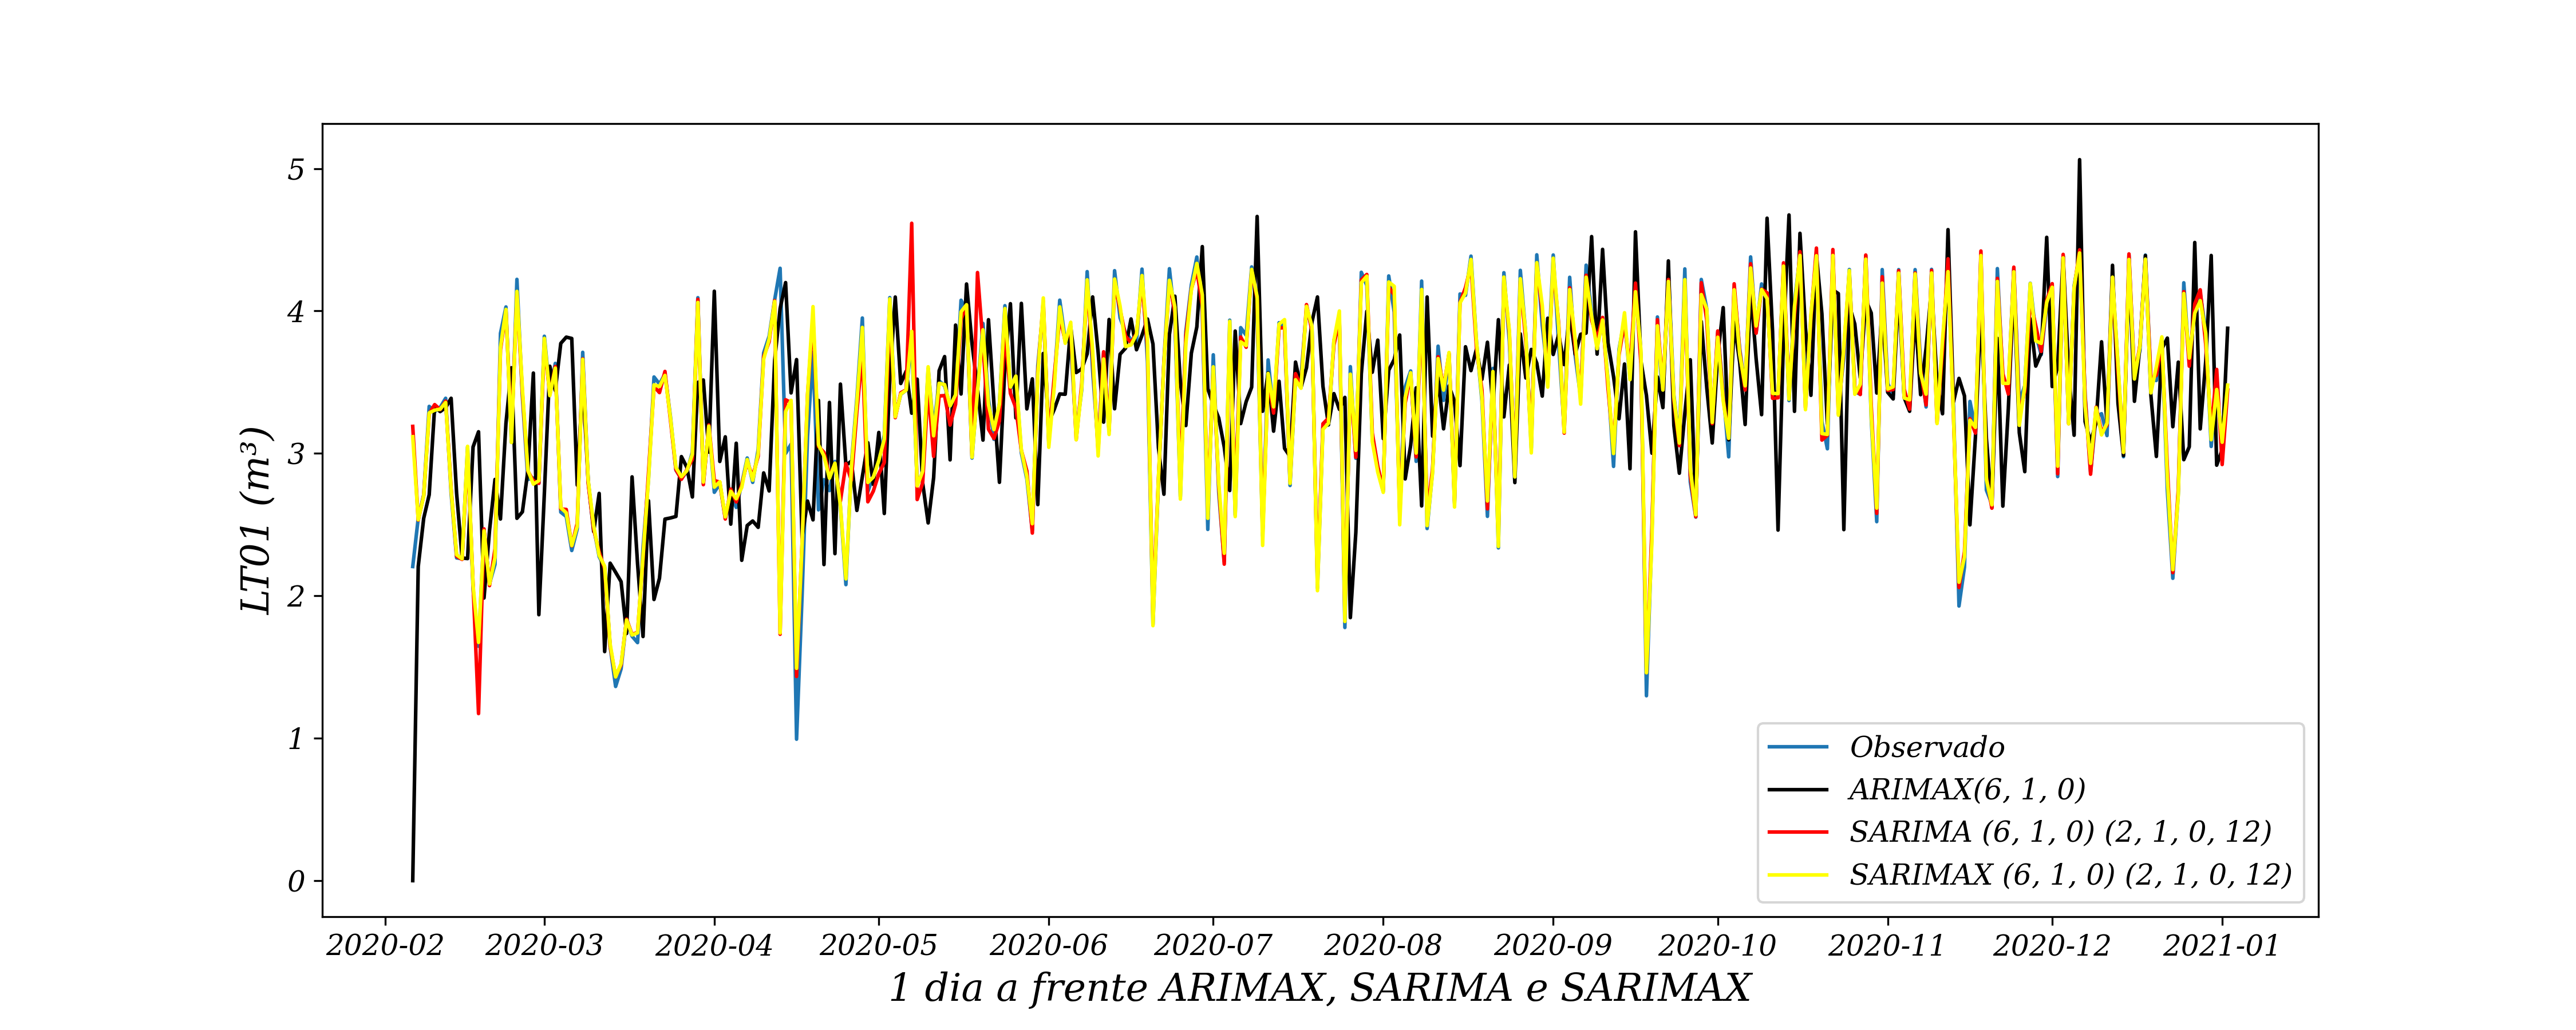 LT01 (m³)
5
4
3
2
1
0
Observado
ARIMAX(6, 1, 0)
SARIMA (6, 1, 0) (2, 1, 0, 12)
SARIMAX (6, 1, 0) (2, 1, 0, 12)
2020-02 2020-03 2020-04 2020-05 2020-06 2020-07 2020-08 2020-09 2020-10 2020-11 2020-12 2021-01
1 dia a frente ARIMAX, SARIMA e SARIMAX